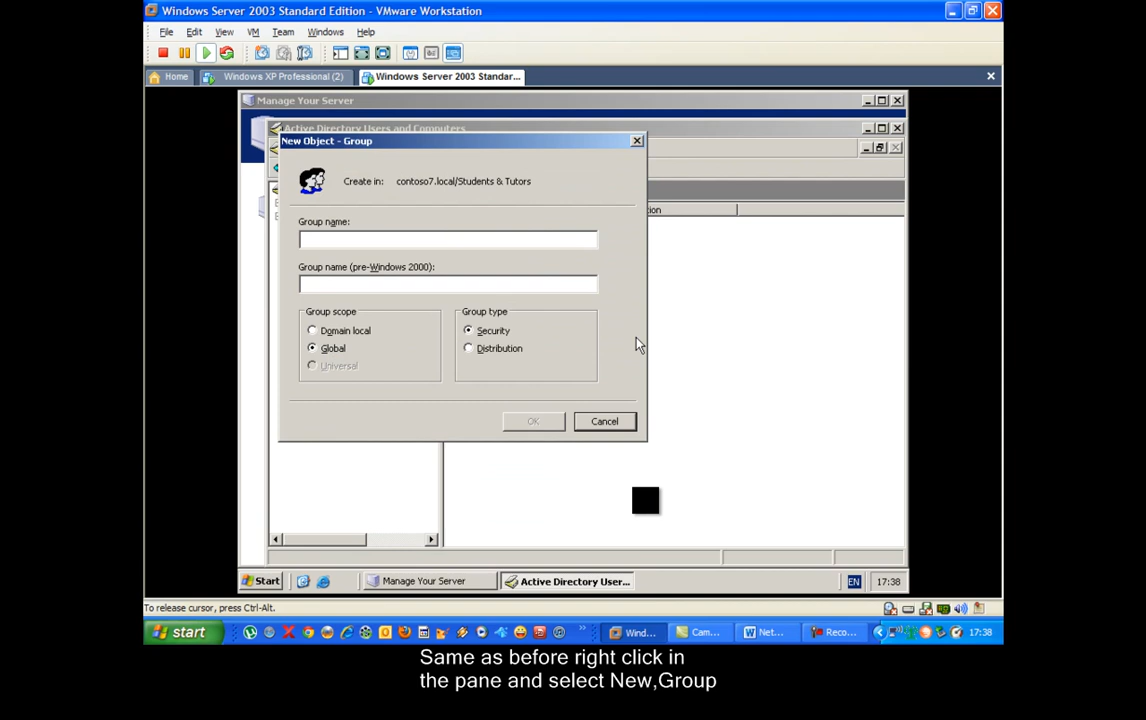 Windows Server 2003 Standard Edition - VMware Workstation
File Edit View VM Team Windows Help
Home Windows XP Professional (2) Windows Server 2003 Standar...
Manage Your Server
Active Directory Users and Computers
New Object - Group
Create in: contoso7.local/Students & Tutors
Group name:
Group name (pre-Windows 2000):
Group scope
Domain local
Global
Universal
Group type
Security
Distribution
OK Cancel
Start Manage Your Server Active Directory User... EN 17:38
To release cursor, press Ctrl-Alt.
start Wind... Cam... Net... Reco... 17:38
Same as before right click in
the pane and select New,Group